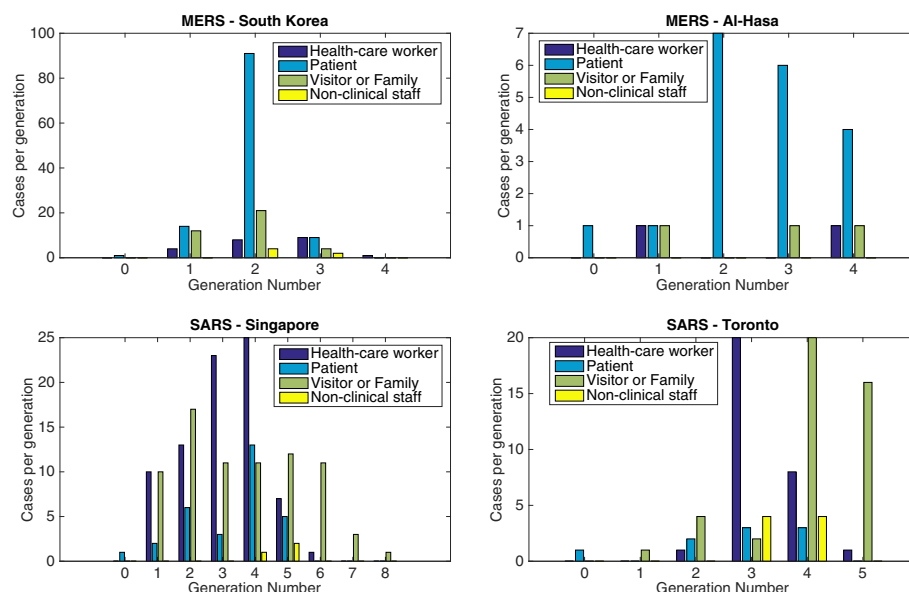 MERS - South Korea
100
80
60
40
20
0
Cases per generation
Health-care worker
Patient
Visitor or Family
Non-clinical staff
0 1 2 3 4
Generation Number
MERS - Al-Hasa
7
6
5
4
3
2
1
0
Cases per generation
Health-care worker
Patient
Visitor or Family
Non-clinical staff
0 1 2 3 4
Generation Number
SARS - Singapore
25
20
15
10
5
0
Cases per generation
Health-care worker
Patient
Visitor or Family
Non-clinical staff
0 1 2 3 4 5 6 7 8
Generation Number
SARS - Toronto
20
15
10
5
0
Cases per generation
Health-care worker
Patient
Visitor or Family
Non-clinical staff
0 1 2 3 4 5
Generation Number